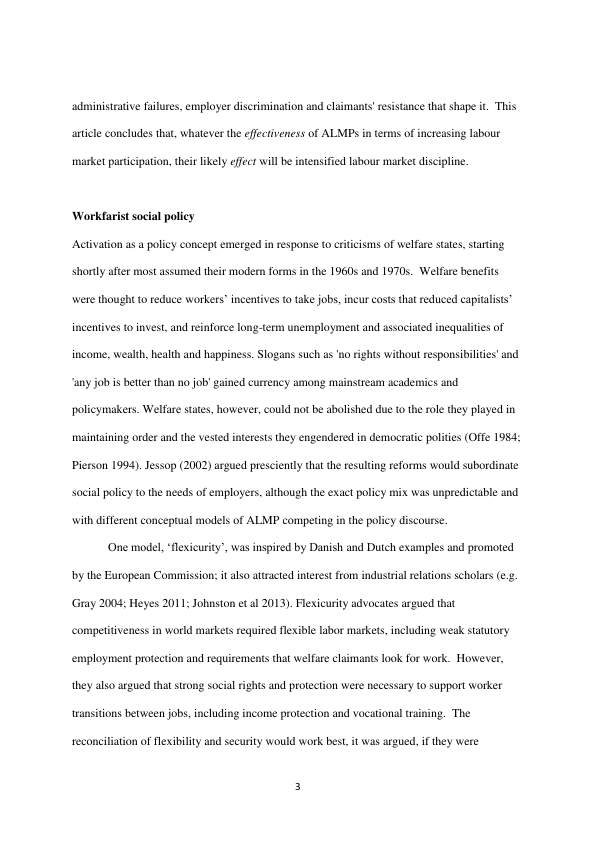 administrative failures, employer discrimination and claimants' resistance that shape it.  This
article concludes that, whatever the effectiveness of ALMPs in terms of increasing labour
market participation, their likely effect will be intensified labour market discipline.
Workfarist social policy
Activation as a policy concept emerged in response to criticisms of welfare states, starting
shortly after most assumed their modern forms in the 1960s and 1970s.  Welfare benefits
were thought to reduce workers’ incentives to take jobs, incur costs that reduced capitalists’
incentives to invest, and reinforce long-term unemployment and associated inequalities of
income, wealth, health and happiness. Slogans such as 'no rights without responsibilities' and
'any job is better than no job' gained currency among mainstream academics and
policymakers. Welfare states, however, could not be abolished due to the role they played in
maintaining order and the vested interests they engendered in democratic polities (Offe 1984;
Pierson 1994). Jessop (2002) argued presciently that the resulting reforms would subordinate
social policy to the needs of employers, although the exact policy mix was unpredictable and
with different conceptual models of ALMP competing in the policy discourse.
One model, ‘flexicurity’, was inspired by Danish and Dutch examples and promoted
by the European Commission; it also attracted interest from industrial relations scholars (e.g.
Gray 2004; Heyes 2011; Johnston et al 2013). Flexicurity advocates argued that
competitiveness in world markets required flexible labor markets, including weak statutory
employment protection and requirements that welfare claimants look for work.  However,
they also argued that strong social rights and protection were necessary to support worker
transitions between jobs, including income protection and vocational training.  The
reconciliation of flexibility and security would work best, it was argued, if they were
3